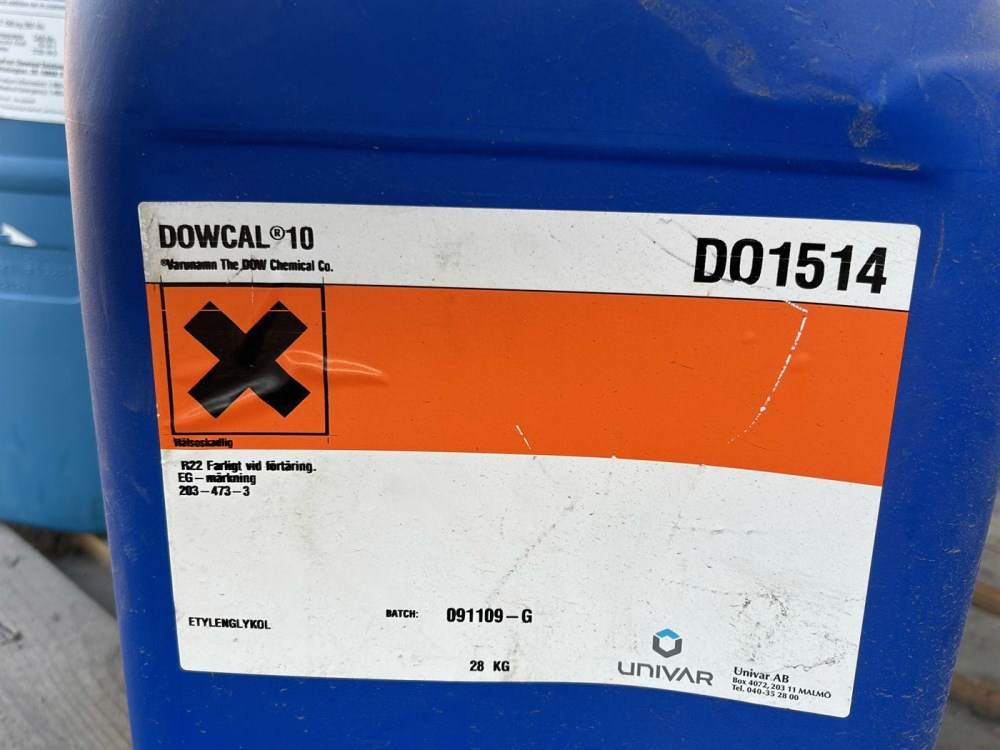 DOWCAL®10
®Varunamn The DOW Chemical Co.
DO1514
Hälsoskadlig
R22 Farligt vid förtäring.
EG-märkning
203-473-3
ETYLENGLYKOL
BATCH: 091109-G
28 KG
UNIVAR
Univar AB
Box 4072, 203 11 MALMÖ
Tel. 040-35 28 00